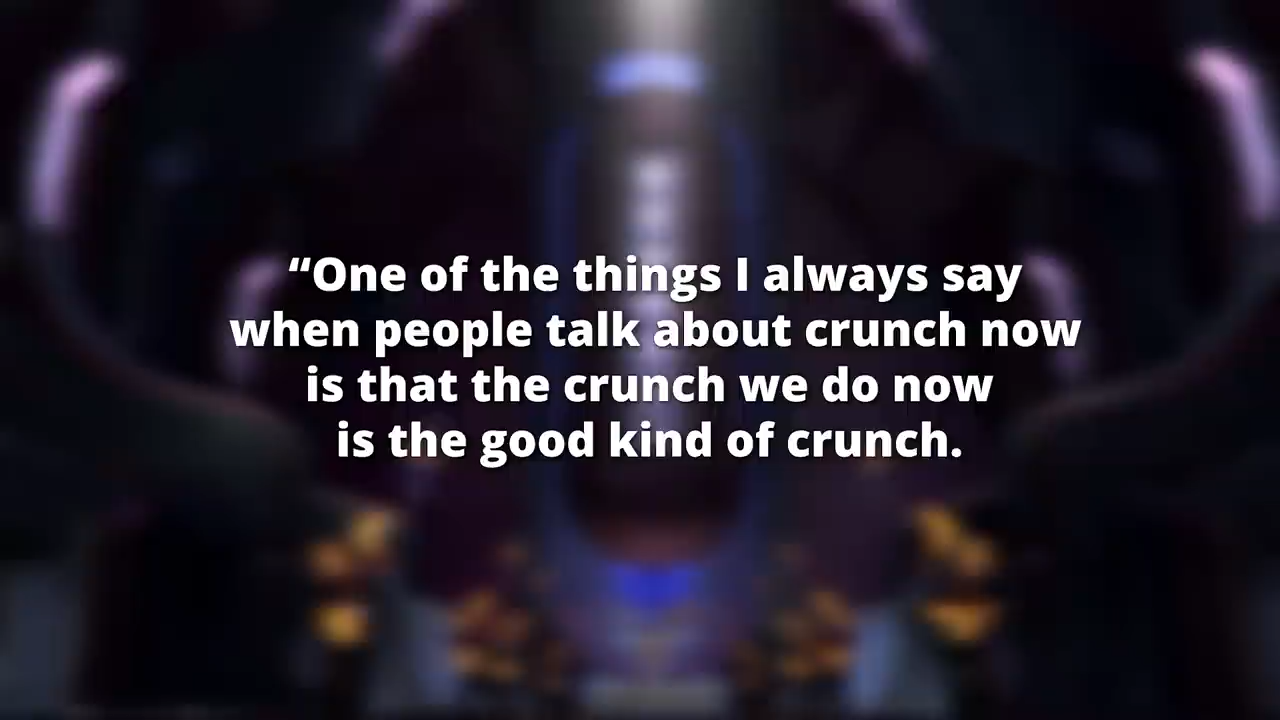 “One of the things I always say
when people talk about crunch now
is that the crunch we do now
is the good kind of crunch.